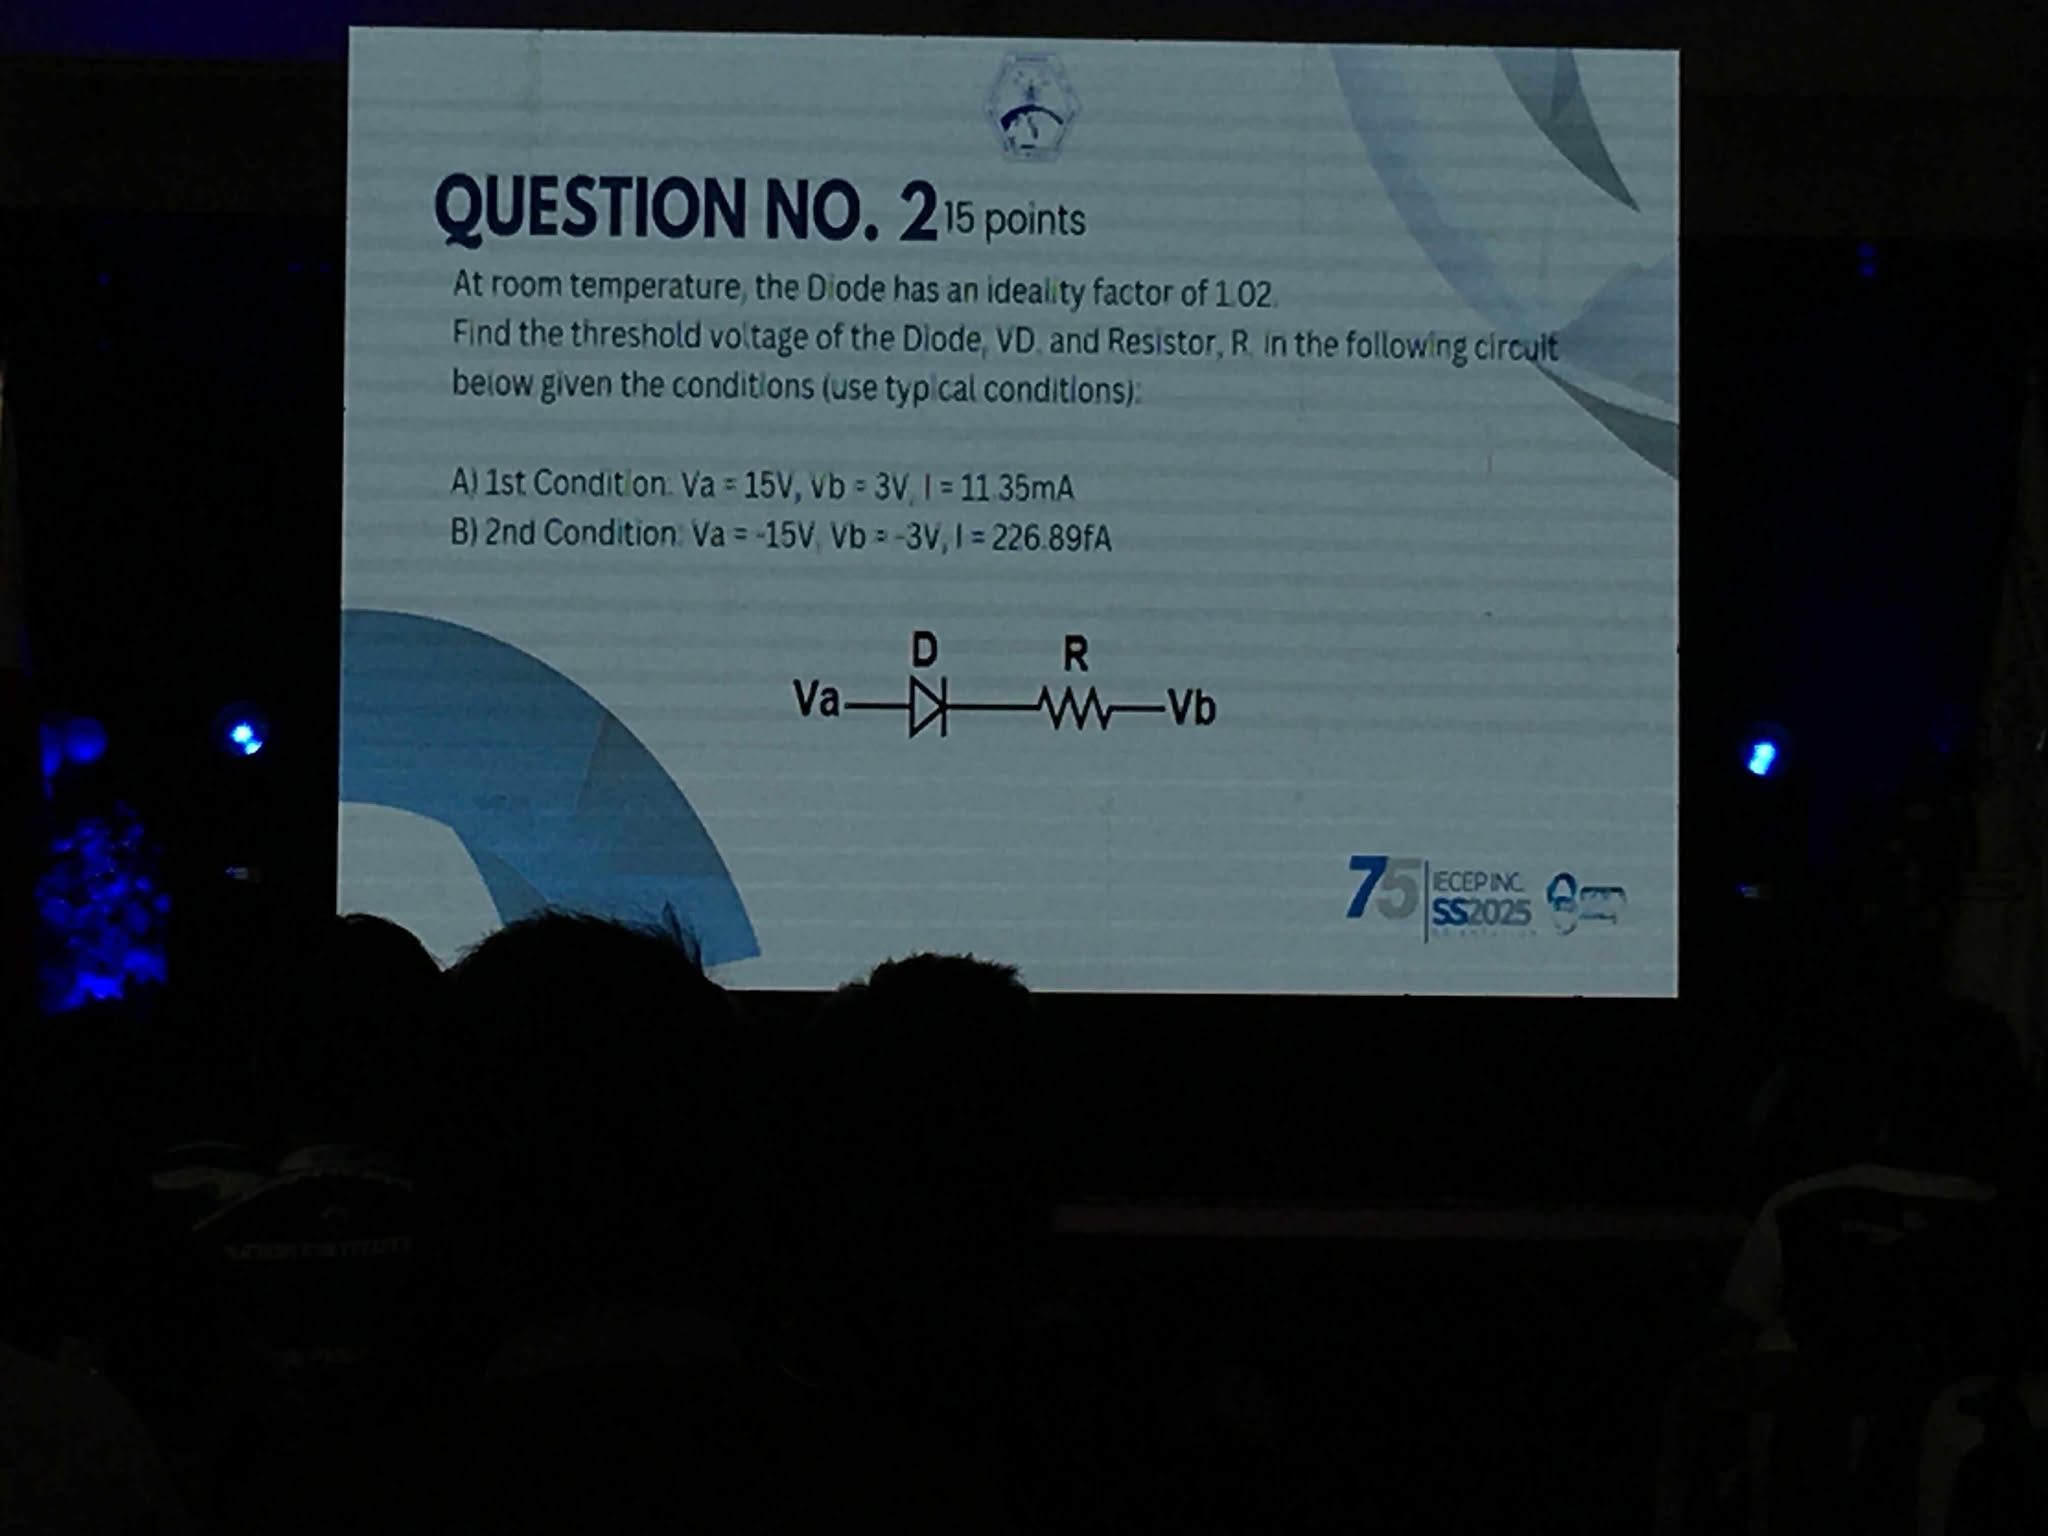 QUESTION NO. 2 15 points
At room temperature, the Diode has an ideality factor of 1.02.
Find the threshold voltage of the Diode, VD. and Resistor, R. in the following circuit
below given the conditions (use typical conditions):
A) 1st Condition: Va = 15V, Vb = 3V, I = 11.35mA
B) 2nd Condition: Va = -15V, Vb = -3V, I = 226.89fA
D R
Va Vb
75 IECEP INC.
SS2025